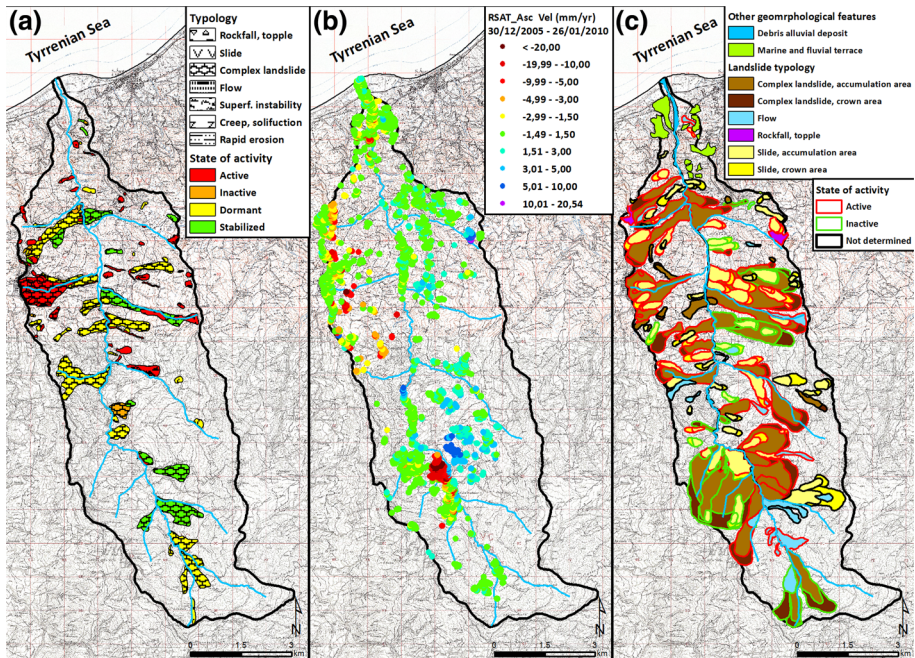 (a)
Tyrrenian Sea
Typology
Rockfall, topple
Slide
Complex landslide
Flow
Superf. instability
Creep, solifuction
Rapid erosion
State of activity
Active
Inactive
Dormant
Stabilized
N
0 1.5 3
km
(b)
Tyrrenian Sea
RSAT_Asc Vel (mm/yr)
30/12/2005 - 26/01/2010
< -20,00
-19,99 - -10,00
-9,99 - -5,00
-4,99 - -3,00
-2,99 - -1,50
-1,49 - 1,50
1,51 - 3,00
3,01 - 5,00
5,01 - 10,00
10,01 - 20,54
N
0 1.5 3
km
(c)
Tyrrenian Sea
Other geomrphological features
Debris alluvial deposit
Marine and fluvial terrace
Landslide typology
Complex landslide, accumulation area
Complex landslide, crown area
Flow
Rockfall, topple
Slide, accumulation area
Slide, crown area
State of activity
Active
Inactive
Not determined
N
0 1.5 3
km